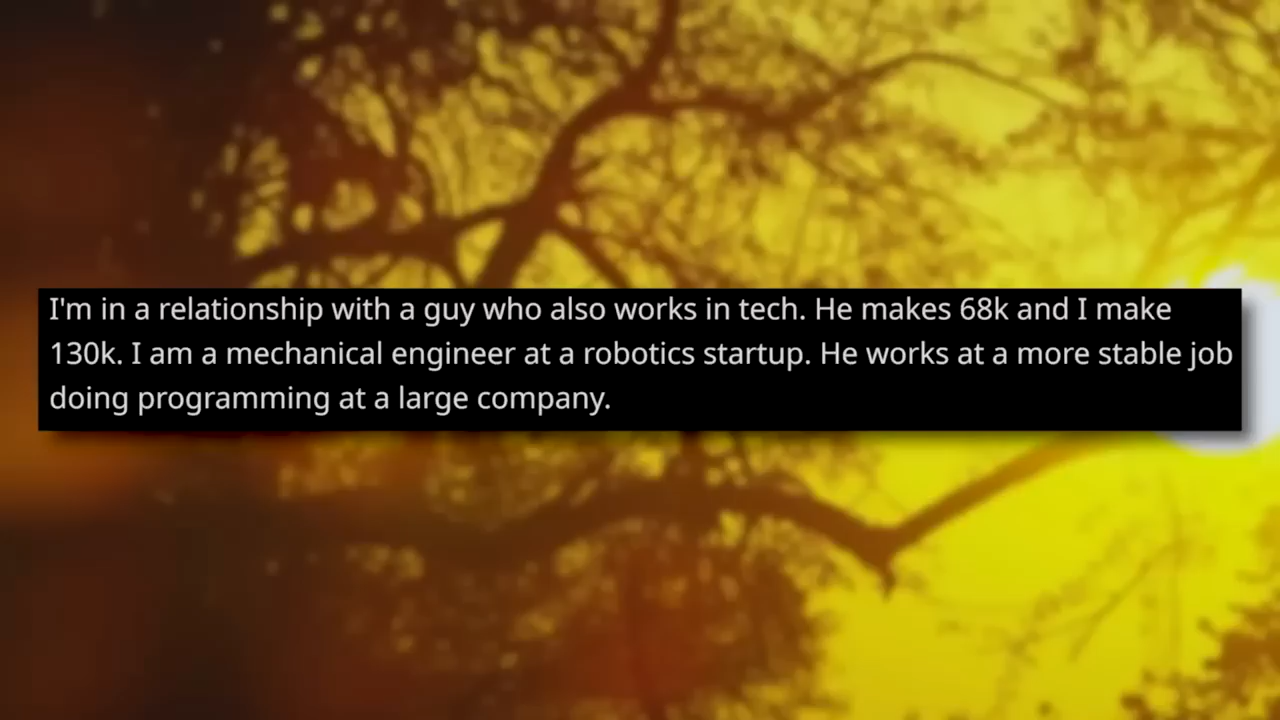 I'm in a relationship with a guy who also works in tech. He makes 68k and I make
130k. I am a mechanical engineer at a robotics startup. He works at a more stable job
doing programming at a large company.